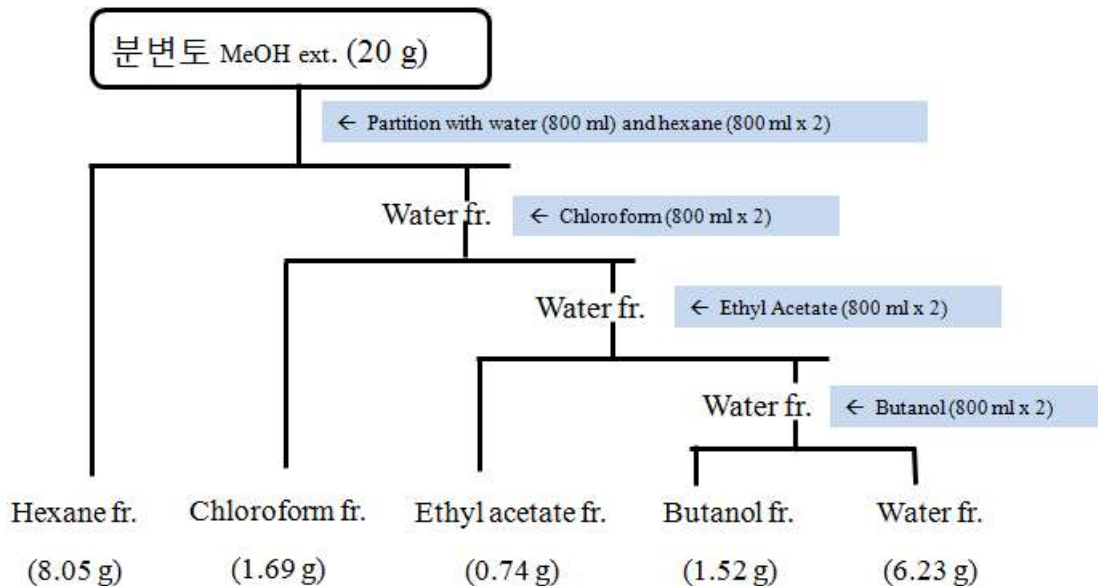 분변토 MeOH ext. (20 g)
← Partition with water (800 ml) and hexane (800 ml x 2)
Water fr.
← Chloroform (800 ml x 2)
Water fr.
← Ethyl Acetate (800 ml x 2)
Water fr.
← Butanol (800 ml x 2)
Hexane fr. Chloroform fr. Ethyl acetate fr. Butanol fr. Water fr.
(8.05 g) (1.69 g) (0.74 g) (1.52 g) (6.23 g)